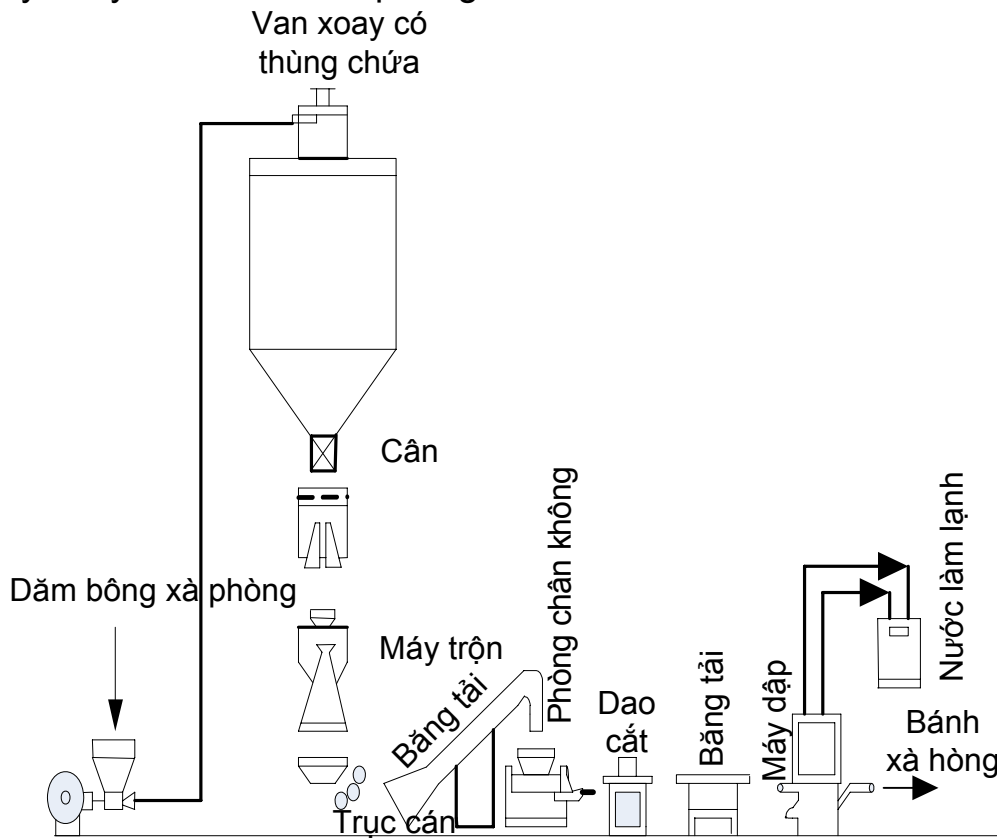 Van xoay có
thùng chứa
Cân
Dăm bông xà phòng
Máy trộn
Băng tải
Trục cán
Phòng chân không
Dao
cắt
Băng tải
Máy dập
Nước làm lạnh
Bánh
xà hòng